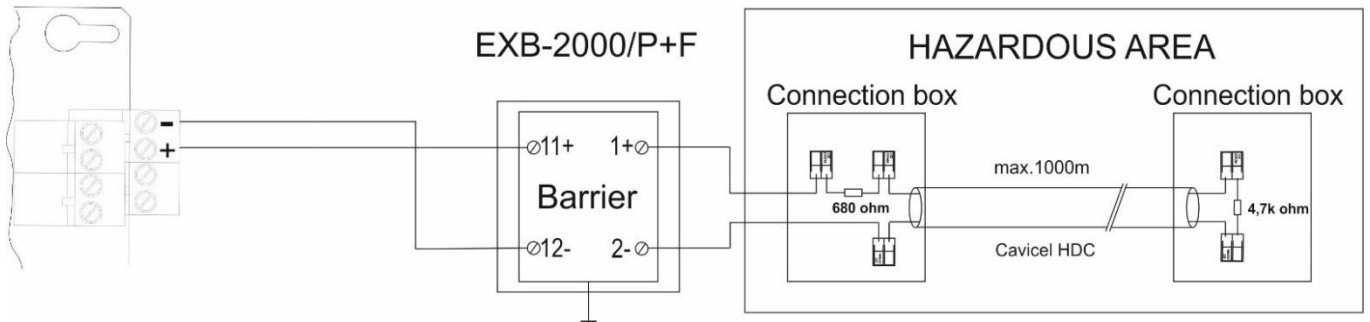 EXB-2000/P+F
HAZARDOUS AREA
Connection box
Connection box
-
+
11+
1+
Barrier
12-
2-
680 ohm
max.1000m
Cavicel HDC
4,7k ohm